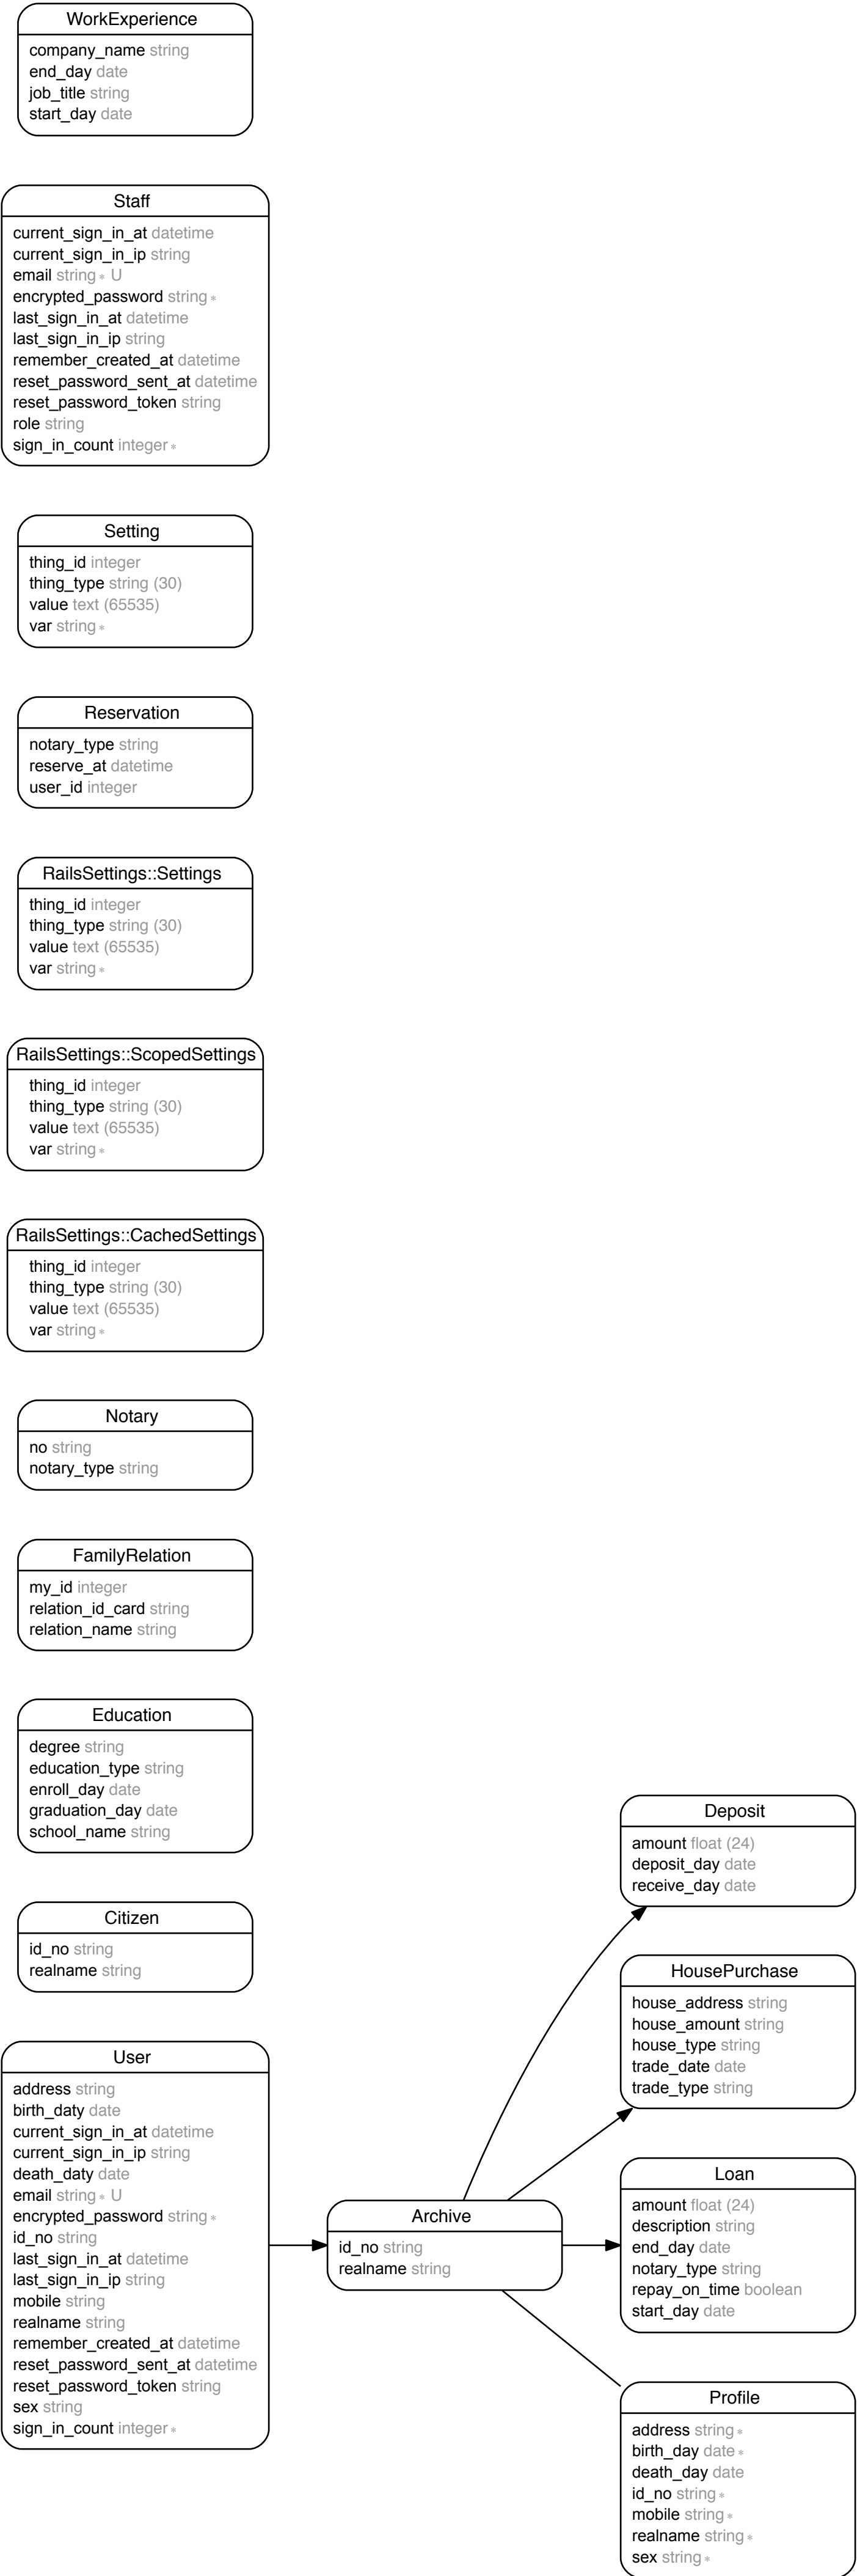 WorkExperience
company_name string
end_day date
job_title string
start_day date
Staff
current_sign_in_at datetime
current_sign_in_ip string
email string ∗ U
encrypted_password string ∗
last_sign_in_at datetime
last_sign_in_ip string
remember_created_at datetime
reset_password_sent_at datetime
reset_password_token string
role string
sign_in_count integer ∗
Setting
thing_id integer
thing_type string (30)
value text (65535)
var string ∗
Reservation
notary_type string
reserve_at datetime
user_id integer
RailsSettings::Settings
thing_id integer
thing_type string (30)
value text (65535)
var string ∗
RailsSettings::ScopedSettings
thing_id integer
thing_type string (30)
value text (65535)
var string ∗
RailsSettings::CachedSettings
thing_id integer
thing_type string (30)
value text (65535)
var string ∗
Notary
no string
notary_type string
FamilyRelation
my_id integer
relation_id_card string
relation_name string
Education
degree string
education_type string
enroll_day date
graduation_day date
school_name string
Citizen
id_no string
realname string
User
address string
birth_daty date
current_sign_in_at datetime
current_sign_in_ip string
death_daty date
email string ∗ U
encrypted_password string ∗
id_no string
last_sign_in_at datetime
last_sign_in_ip string
mobile string
realname string
remember_created_at datetime
reset_password_sent_at datetime
reset_password_token string
sex string
sign_in_count integer ∗
Archive
id_no string
realname string
Deposit
amount float (24)
deposit_day date
receive_day date
HousePurchase
house_address string
house_amount string
house_type string
trade_date date
trade_type string
Loan
amount float (24)
description string
end_day date
notary_type string
repay_on_time boolean
start_day date
Profile
address string ∗
birth_day date ∗
death_day date
id_no string ∗
mobile string ∗
realname string ∗
sex string ∗